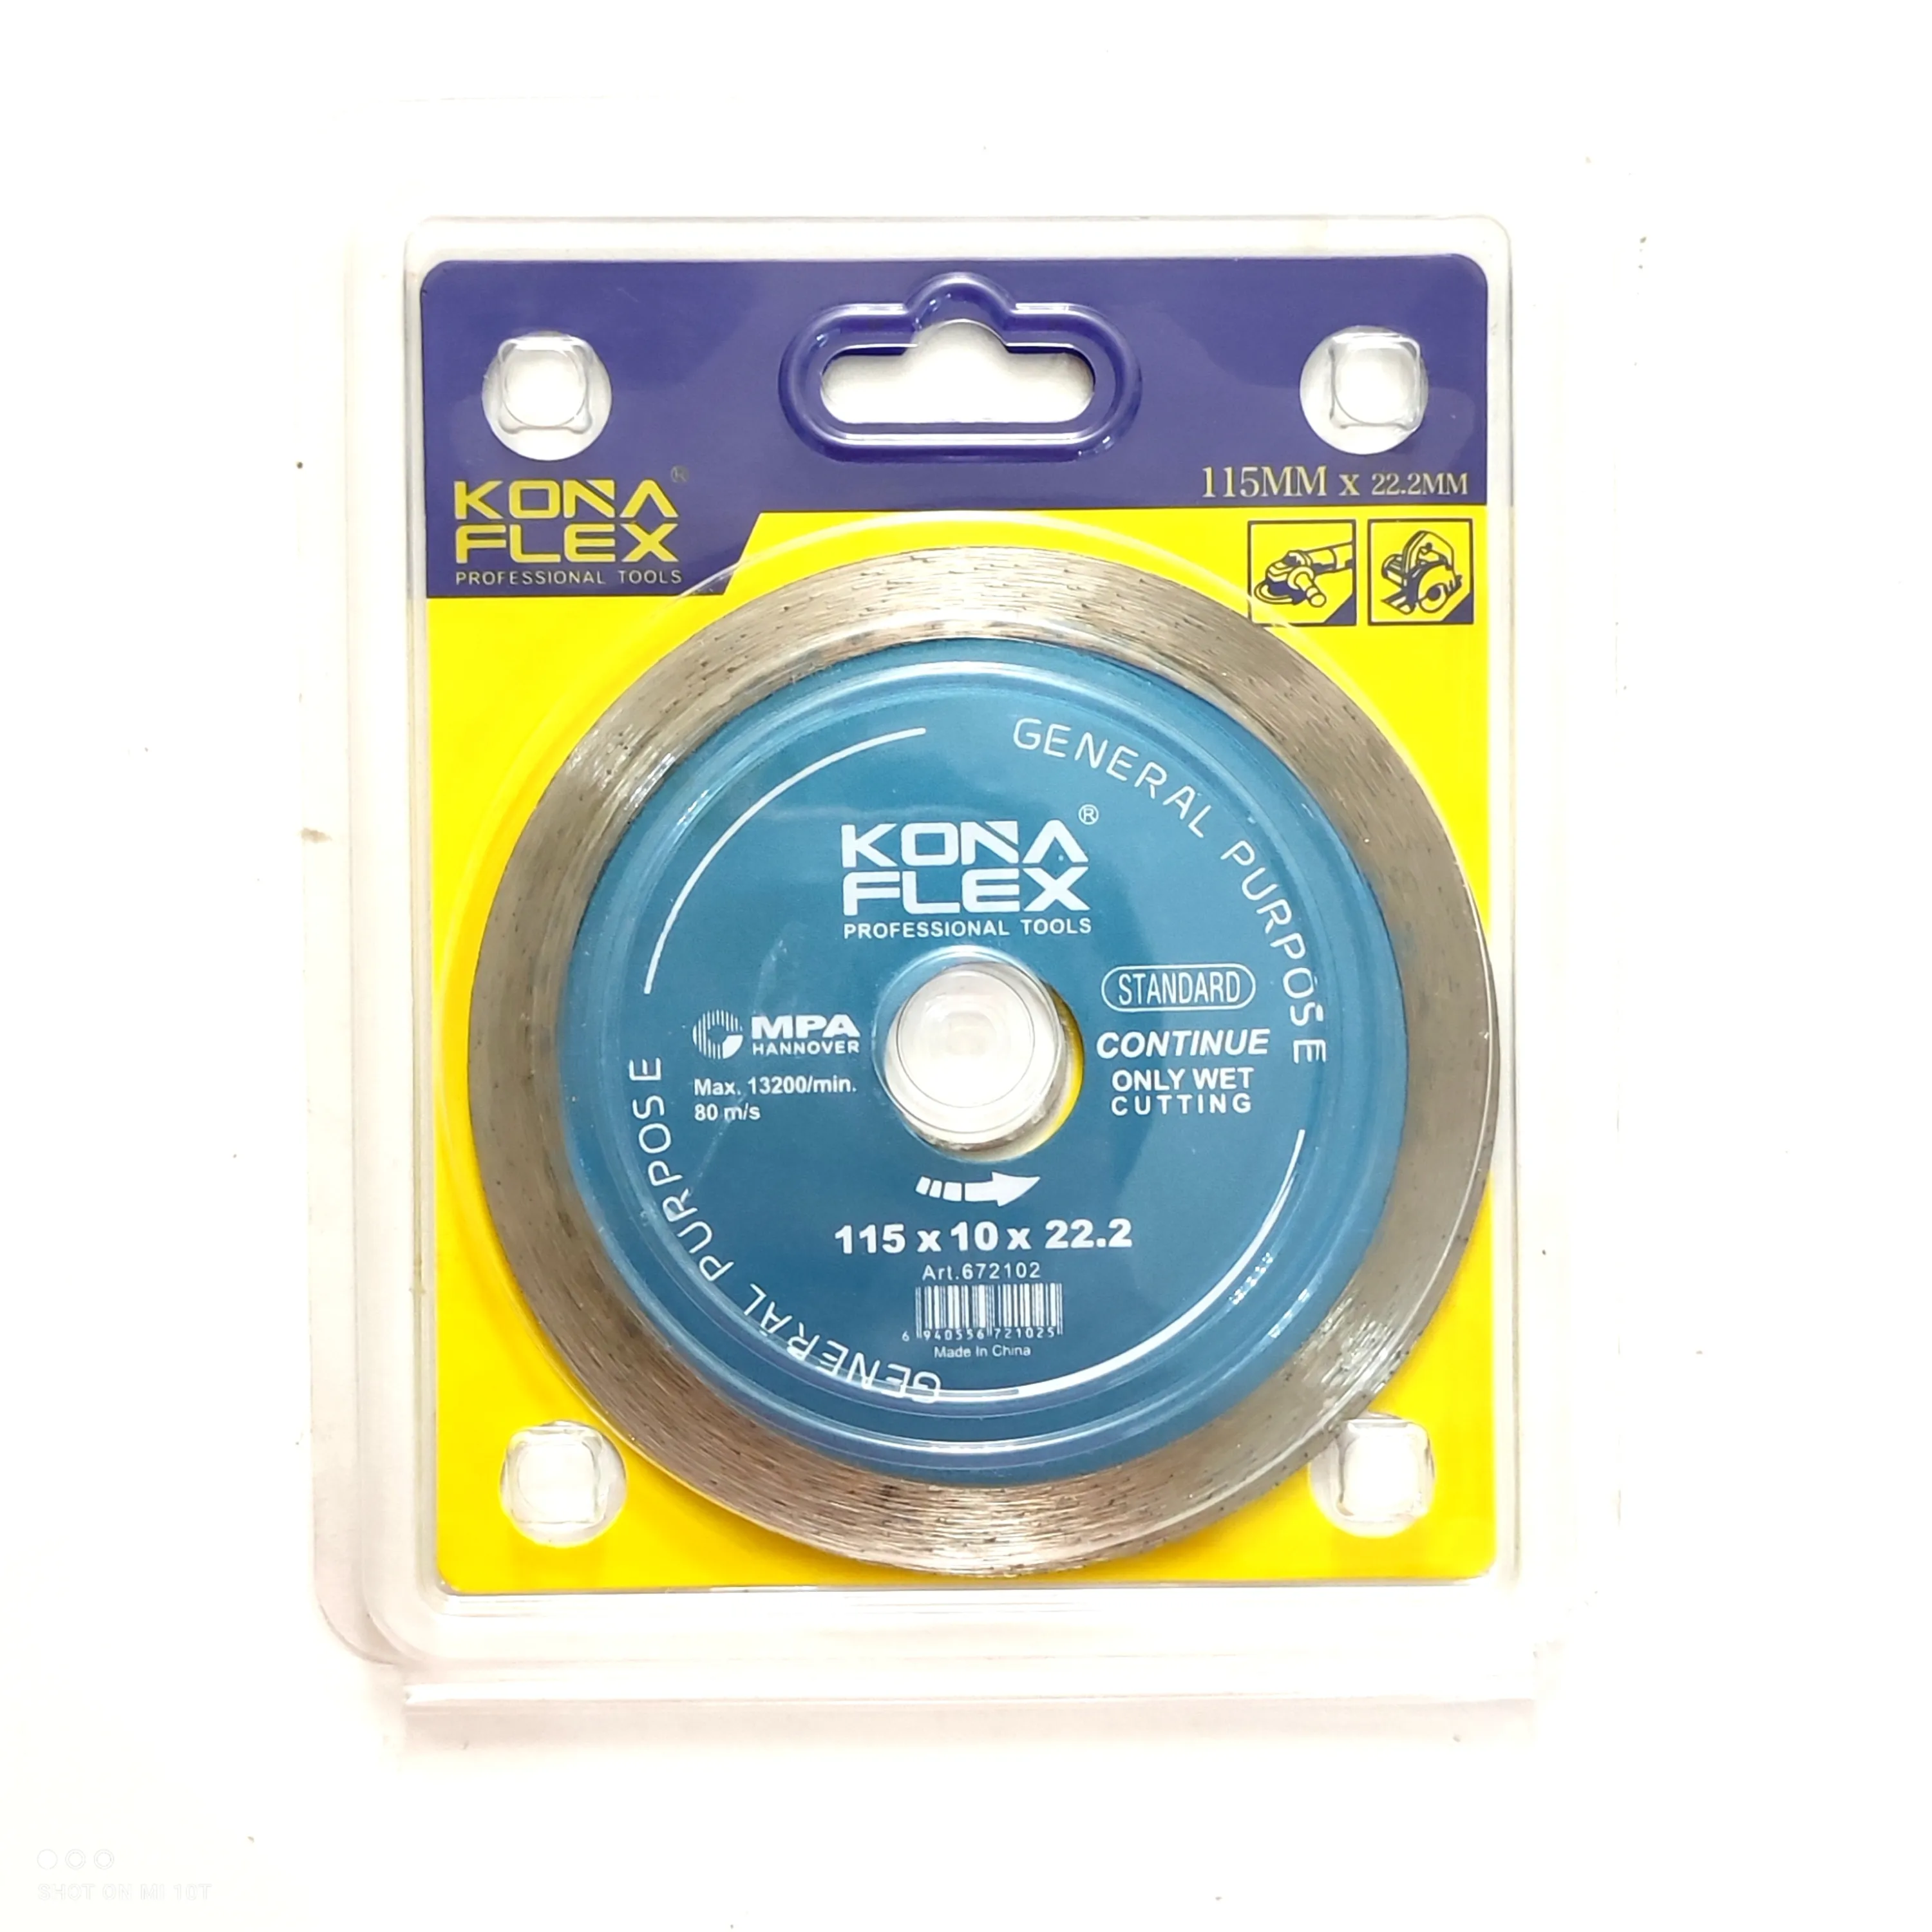 KONA ®
FLEX
PROFESSIONAL TOOLS
115MM x 22.2MM
GENERAL PURPOSE
KONA ®
FLEX
PROFESSIONAL TOOLS
STANDARD
CONTINUE
ONLY WET
CUTTING
MPA
HANNOVER
Max. 13200/min.
80 m/s
115 x 10 x 22.2
Art.672102
6 940556 721025
Made In China
GENERAL PURPOSE
SHOT ON MI 10T